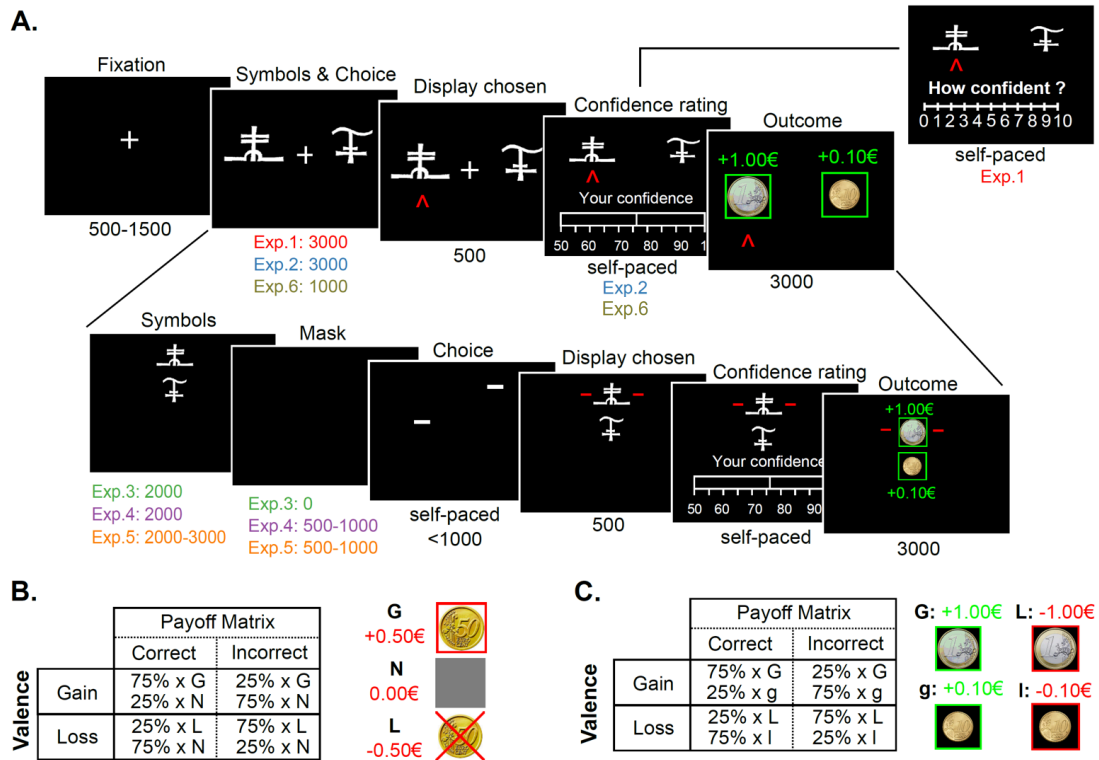 A.
Fixation
500-1500
Symbols & Choice
Exp.1: 3000
Exp.2: 3000
Exp.6: 1000
Display chosen
500
Confidence rating
Your confidence
50 60 70 80 90 1
self-paced
Exp.2
Exp.6
Outcome
+1.00€ +0.10€
3000
How confident ?
0 1 2 3 4 5 6 7 8 9 10
self-paced
Exp.1
Symbols
Exp.3: 2000
Exp.4: 2000
Exp.5: 2000-3000
Mask
Exp.3: 0
Exp.4: 500-1000
Exp.5: 500-1000
Choice
self-paced
<1000
Display chosen
500
Confidence rating
Your confidence
50 60 70 80 90
self-paced
Outcome
+1.00€
+0.10€
3000
B.
Valence
Payoff Matrix
Correct Incorrect
Gain
75% x G 25% x G
25% x N 75% x N
Loss
25% x L 75% x L
75% x N 25% x N
G
+0.50€
50
N
0.00€
L
-0.50€
C.
Valence
Payoff Matrix
Correct Incorrect
Gain
75% x G 25% x G
25% x g 75% x g
Loss
25% x L 75% x L
75% x l 25% x l
G: +1.00€ L: -1.00€
g: +0.10€ l: -0.10€